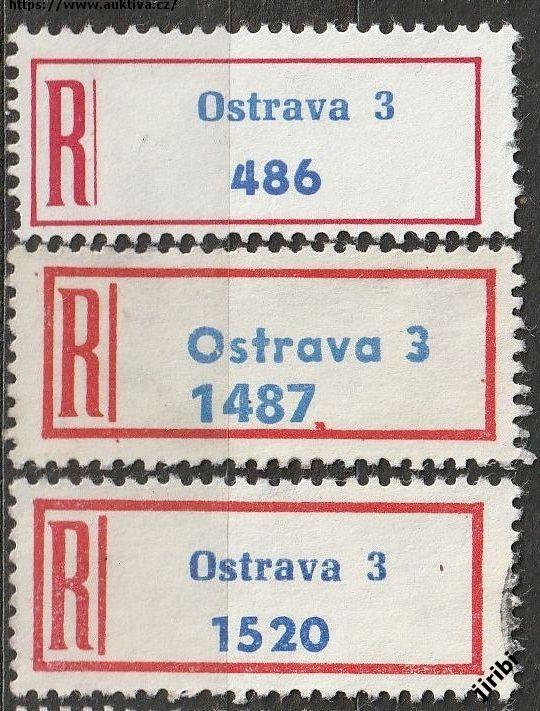 https://www.auktiva.cz/
R
Ostrava 3
486
R
Ostrava 3
1487
R
Ostrava 3
1520
jiribi